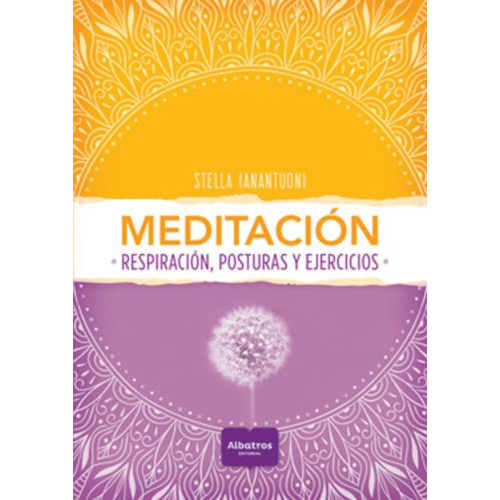 STELLA IANANTUONI
MEDITACIÓN
• RESPIRACIÓN, POSTURAS Y EJERCICIOS •
Albatros
EDITORIAL